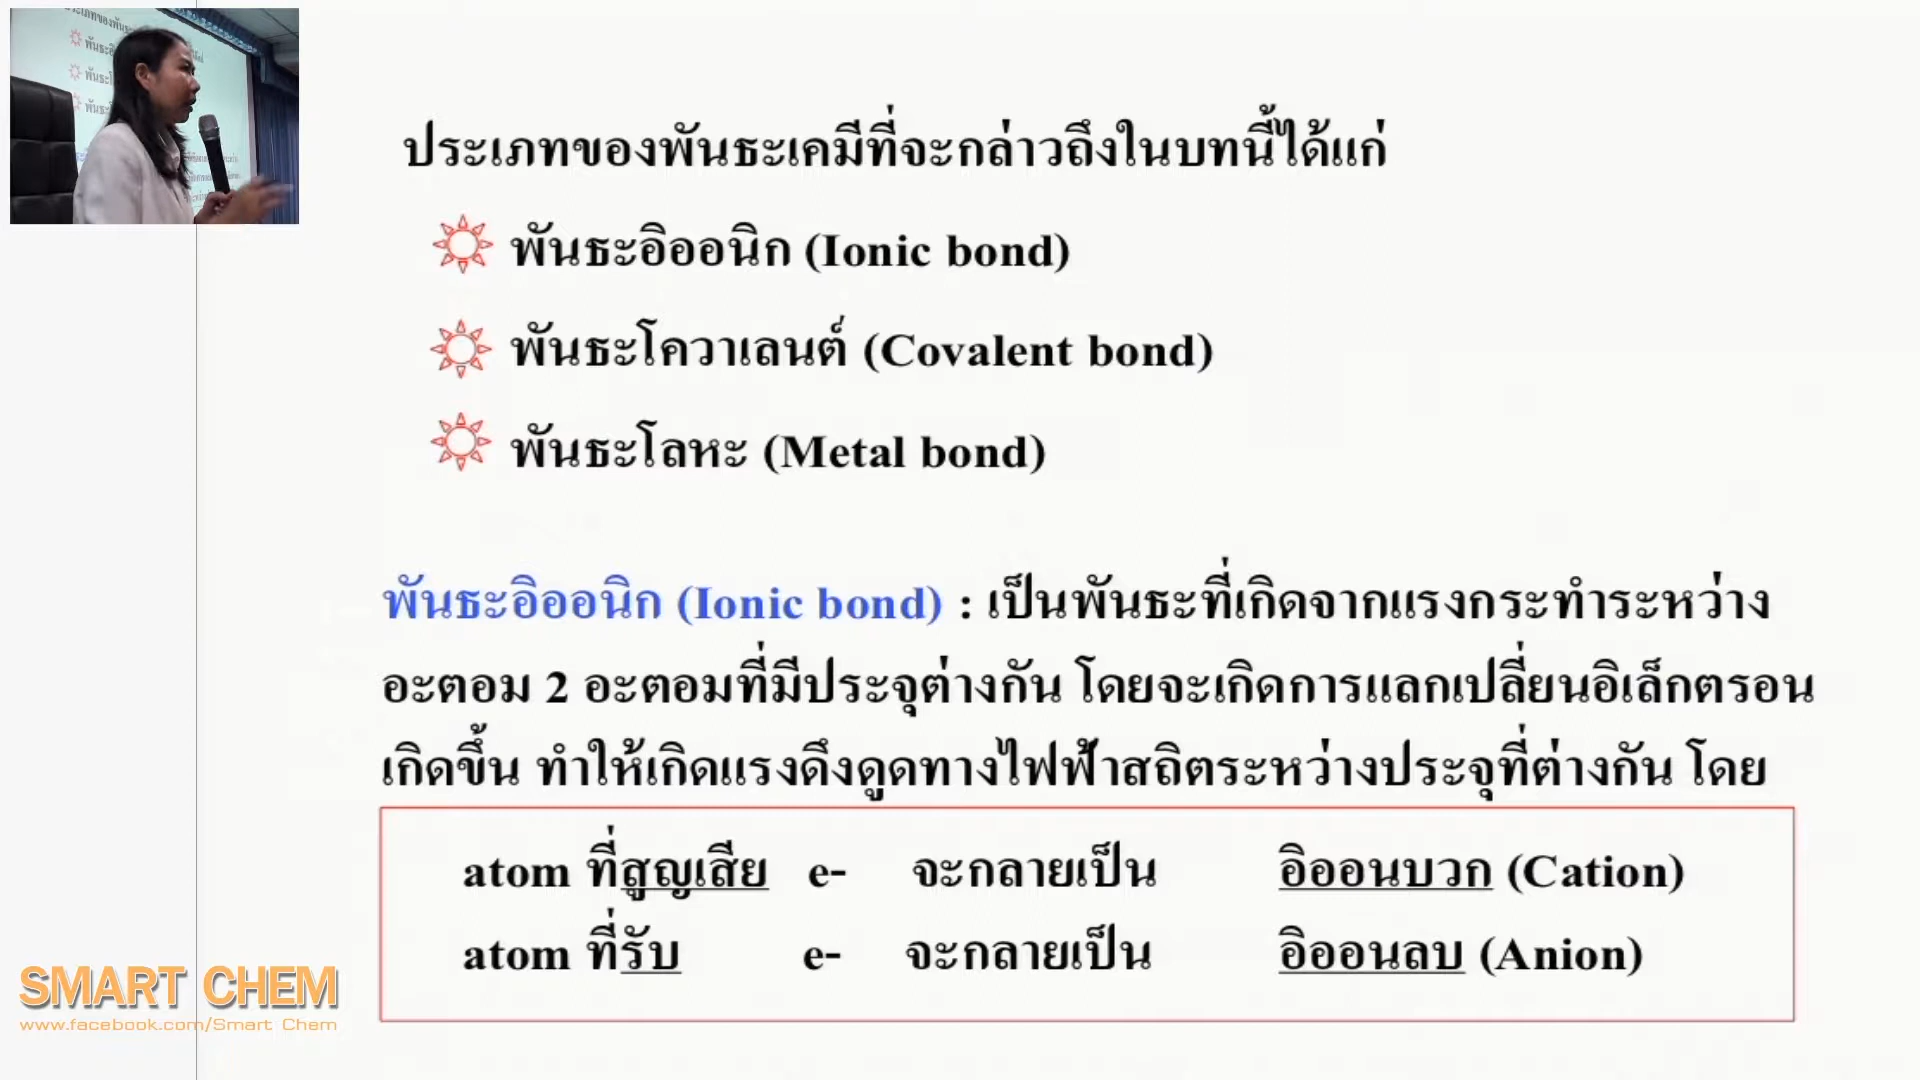 ประเภทของพันธะเคมีที่จะกล่าวถึงในบทนี้ได้แก่
พันธะอิออนิก (Ionic bond)
พันธะโควาเลนต์ (Covalent bond)
พันธะโลหะ (Metal bond)
พันธะอิออนิก (Ionic bond) : เป็นพันธะที่เกิดจากแรงกระทำระหว่าง
อะตอม 2 อะตอมที่มีประจุต่างกัน โดยจะเกิดการแลกเปลี่ยนอิเล็กตรอน
เกิดขึ้น ทำให้เกิดแรงดึงดูดทางไฟฟ้าสถิตระหว่างประจุที่ต่างกัน โดย
atom ที่สูญเสีย e- จะกลายเป็น อิออนบวก (Cation)
atom ที่รับ e- จะกลายเป็น อิออนลบ (Anion)
SMART CHEM
www.facebook.com/Smart Chem